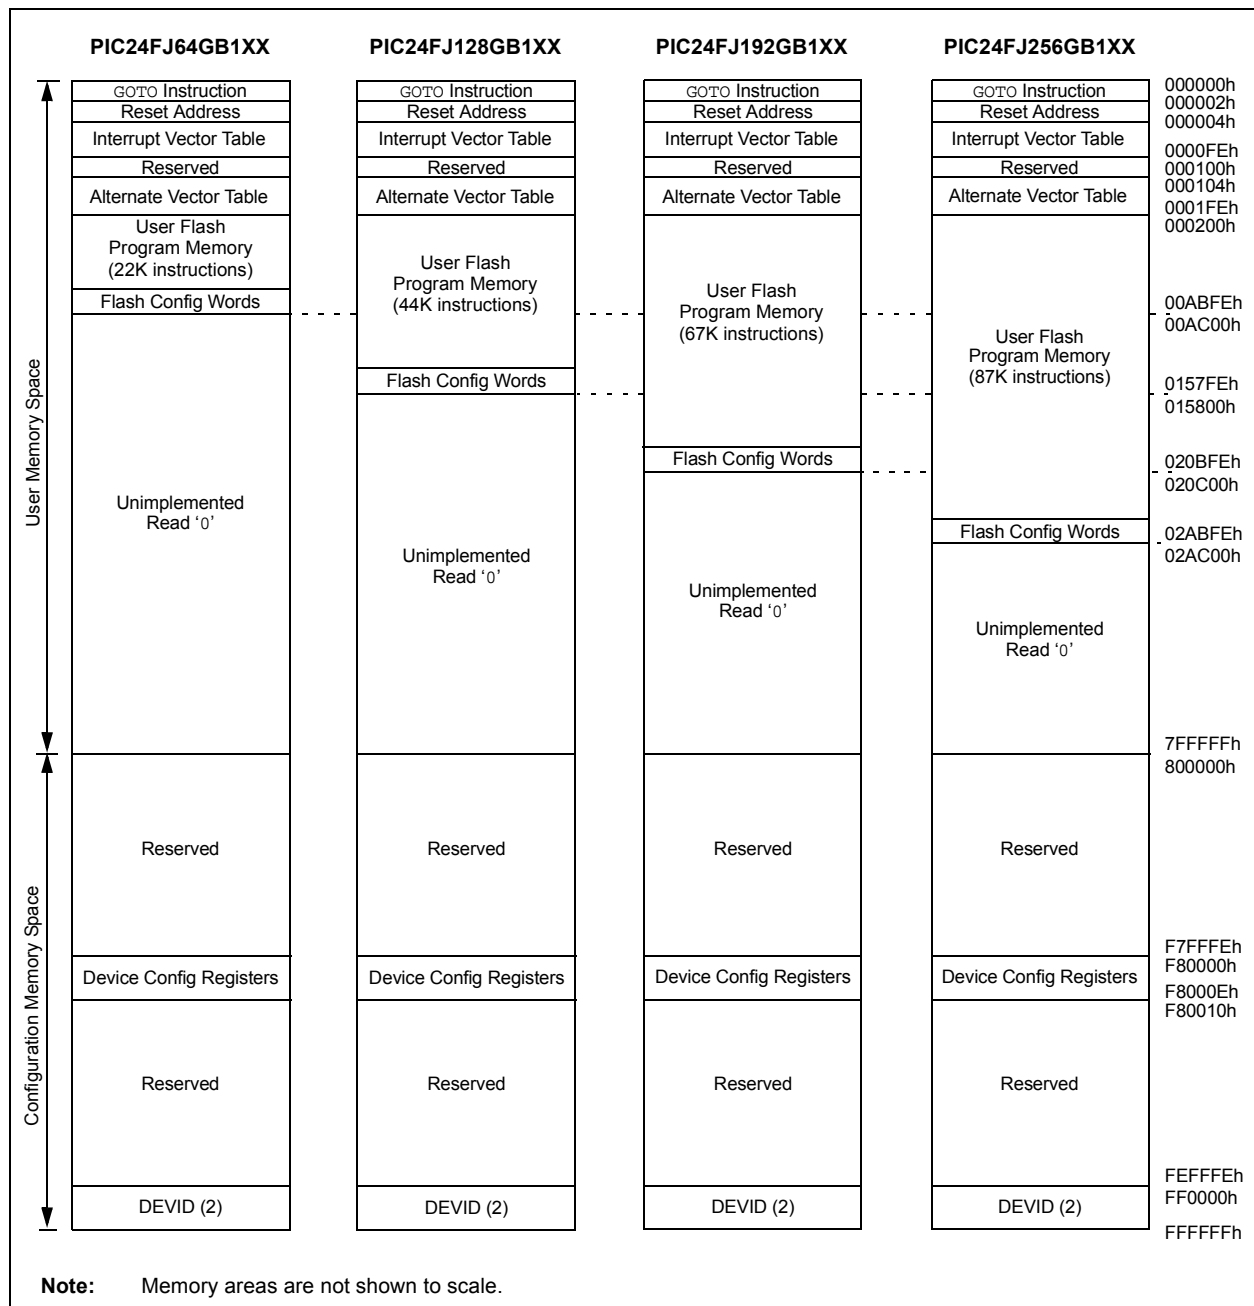 PIC24FJ64GB1XX PIC24FJ128GB1XX PIC24FJ192GB1XX PIC24FJ256GB1XX
GOTO Instruction GOTO Instruction GOTO Instruction GOTO Instruction 000000h
Reset Address Reset Address Reset Address Reset Address 000002h
000004h
Interrupt Vector Table Interrupt Vector Table Interrupt Vector Table Interrupt Vector Table
0000FEh
Reserved Reserved Reserved Reserved 000100h
000104h
Alternate Vector Table Alternate Vector Table Alternate Vector Table Alternate Vector Table
0001FEh
000200h
User Flash
Program Memory
(22K instructions)
User Flash
Program Memory
(44K instructions)
User Flash
Program Memory
(67K instructions)
User Flash
Program Memory
(87K instructions)
Flash Config Words 00ABFEh
00AC00h
Flash Config Words 0157FEh
015800h
Flash Config Words 020BFEh
020C00h
Flash Config Words 02ABFEh
02AC00h
User Memory Space
Unimplemented
Read ‘0’
Unimplemented
Read ‘0’
Unimplemented
Read ‘0’
Unimplemented
Read ‘0’
7FFFFFh
800000h
Reserved Reserved Reserved Reserved
Configuration Memory Space
F7FFFEh
F80000h
Device Config Registers Device Config Registers Device Config Registers Device Config Registers
F8000Eh
F80010h
Reserved Reserved Reserved Reserved
FEFFFEh
FF0000h
DEVID (2) DEVID (2) DEVID (2) DEVID (2)
FFFFFFh
Note: Memory areas are not shown to scale.